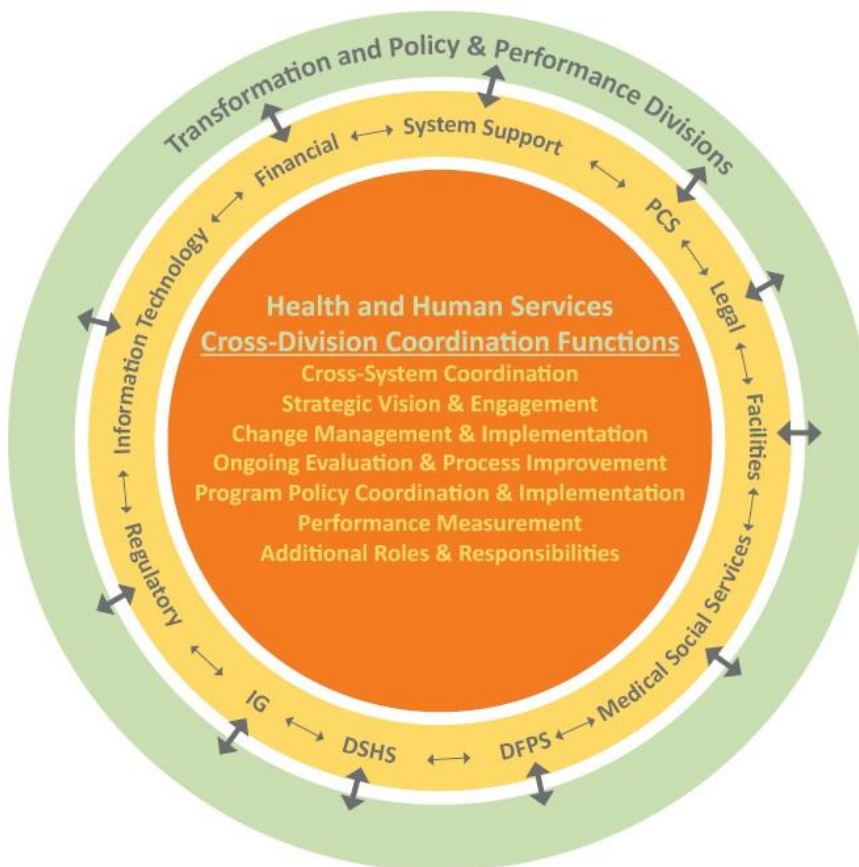 Transformation and Policy & Performance Divisions
System Support
PCS
Legal
Facilities
Medical Social Services
DFPS
DSHS
IG
Regulatory
Information Technology
Financial
Health and Human Services
Cross-Division Coordination Functions
Cross-System Coordination
Strategic Vision & Engagement
Change Management & Implementation
Ongoing Evaluation & Process Improvement
Program Policy Coordination & Implementation
Performance Measurement
Additional Roles & Responsibilities